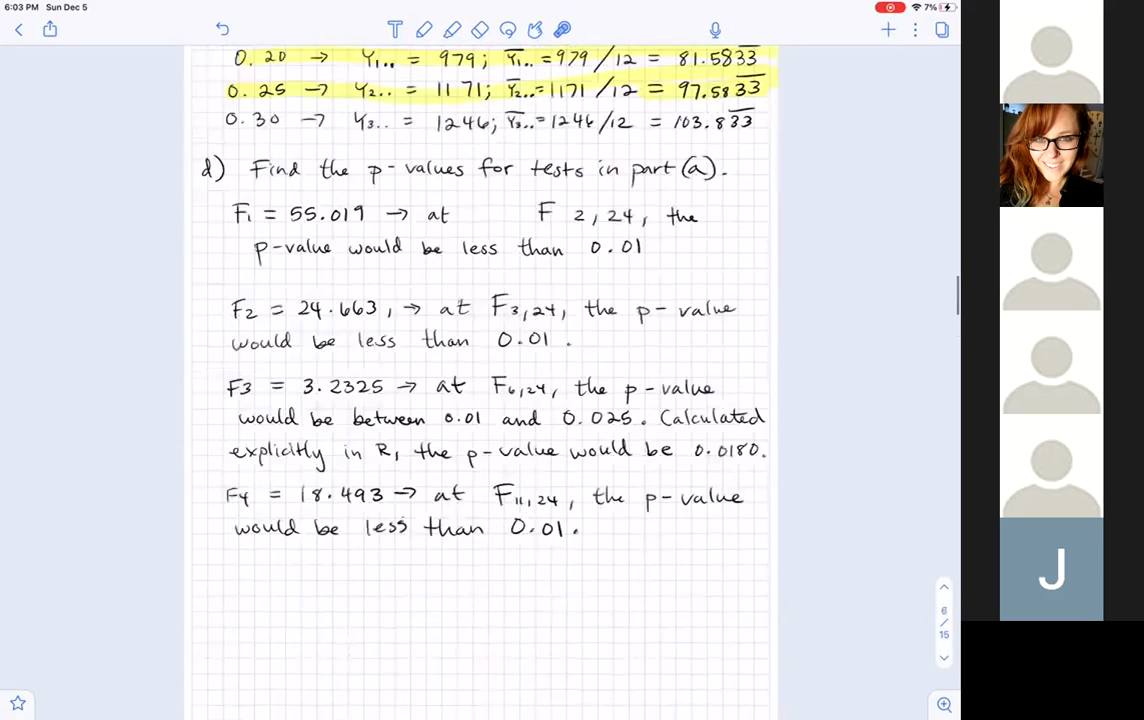 6:03 PM Sun Dec 5
7%
0.20 → Y1.. = 979; Y̅1.. = 979/12 = 81.5833̅
0.25 → Y2.. = 1171; Y̅2.. = 1171/12 = 97.5833̅
0.30 → Y3.. = 1246; Y̅3.. = 1246/12 = 103.833̅
d) Find the p-values for tests in part (a).
F1 = 55.019 → at F 2,24, the
p-value would be less than 0.01
F2 = 24.663, → at F3,24, the p-value
would be less than 0.01.
F3 = 3.2325 → at F6,24, the p-value
would be between 0.01 and 0.025. Calculated
explicitly in R, the p-value would be 0.0180.
F4 = 18.493 → at F11,24, the p-value
would be less than 0.01.
6
/
15
J